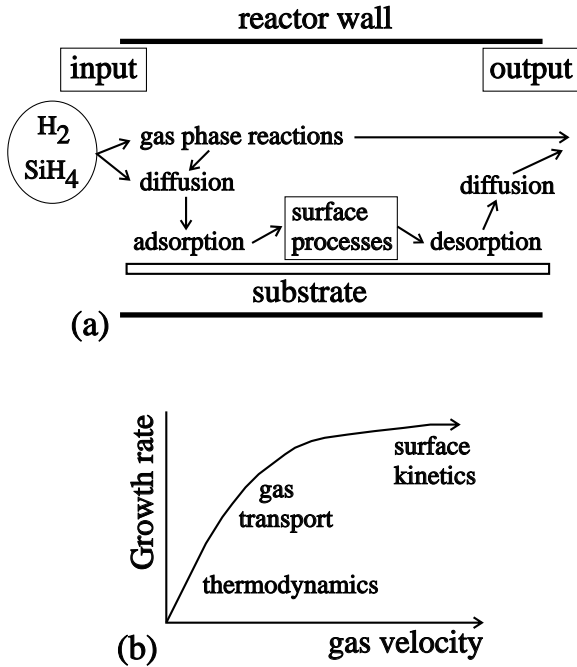 reactor wall
input
output
H2
SiH4
gas phase reactions
diffusion
diffusion
adsorption
surface
processes
desorption
substrate
(a)
Growth rate
surface
kinetics
gas
transport
thermodynamics
(b)
gas velocity